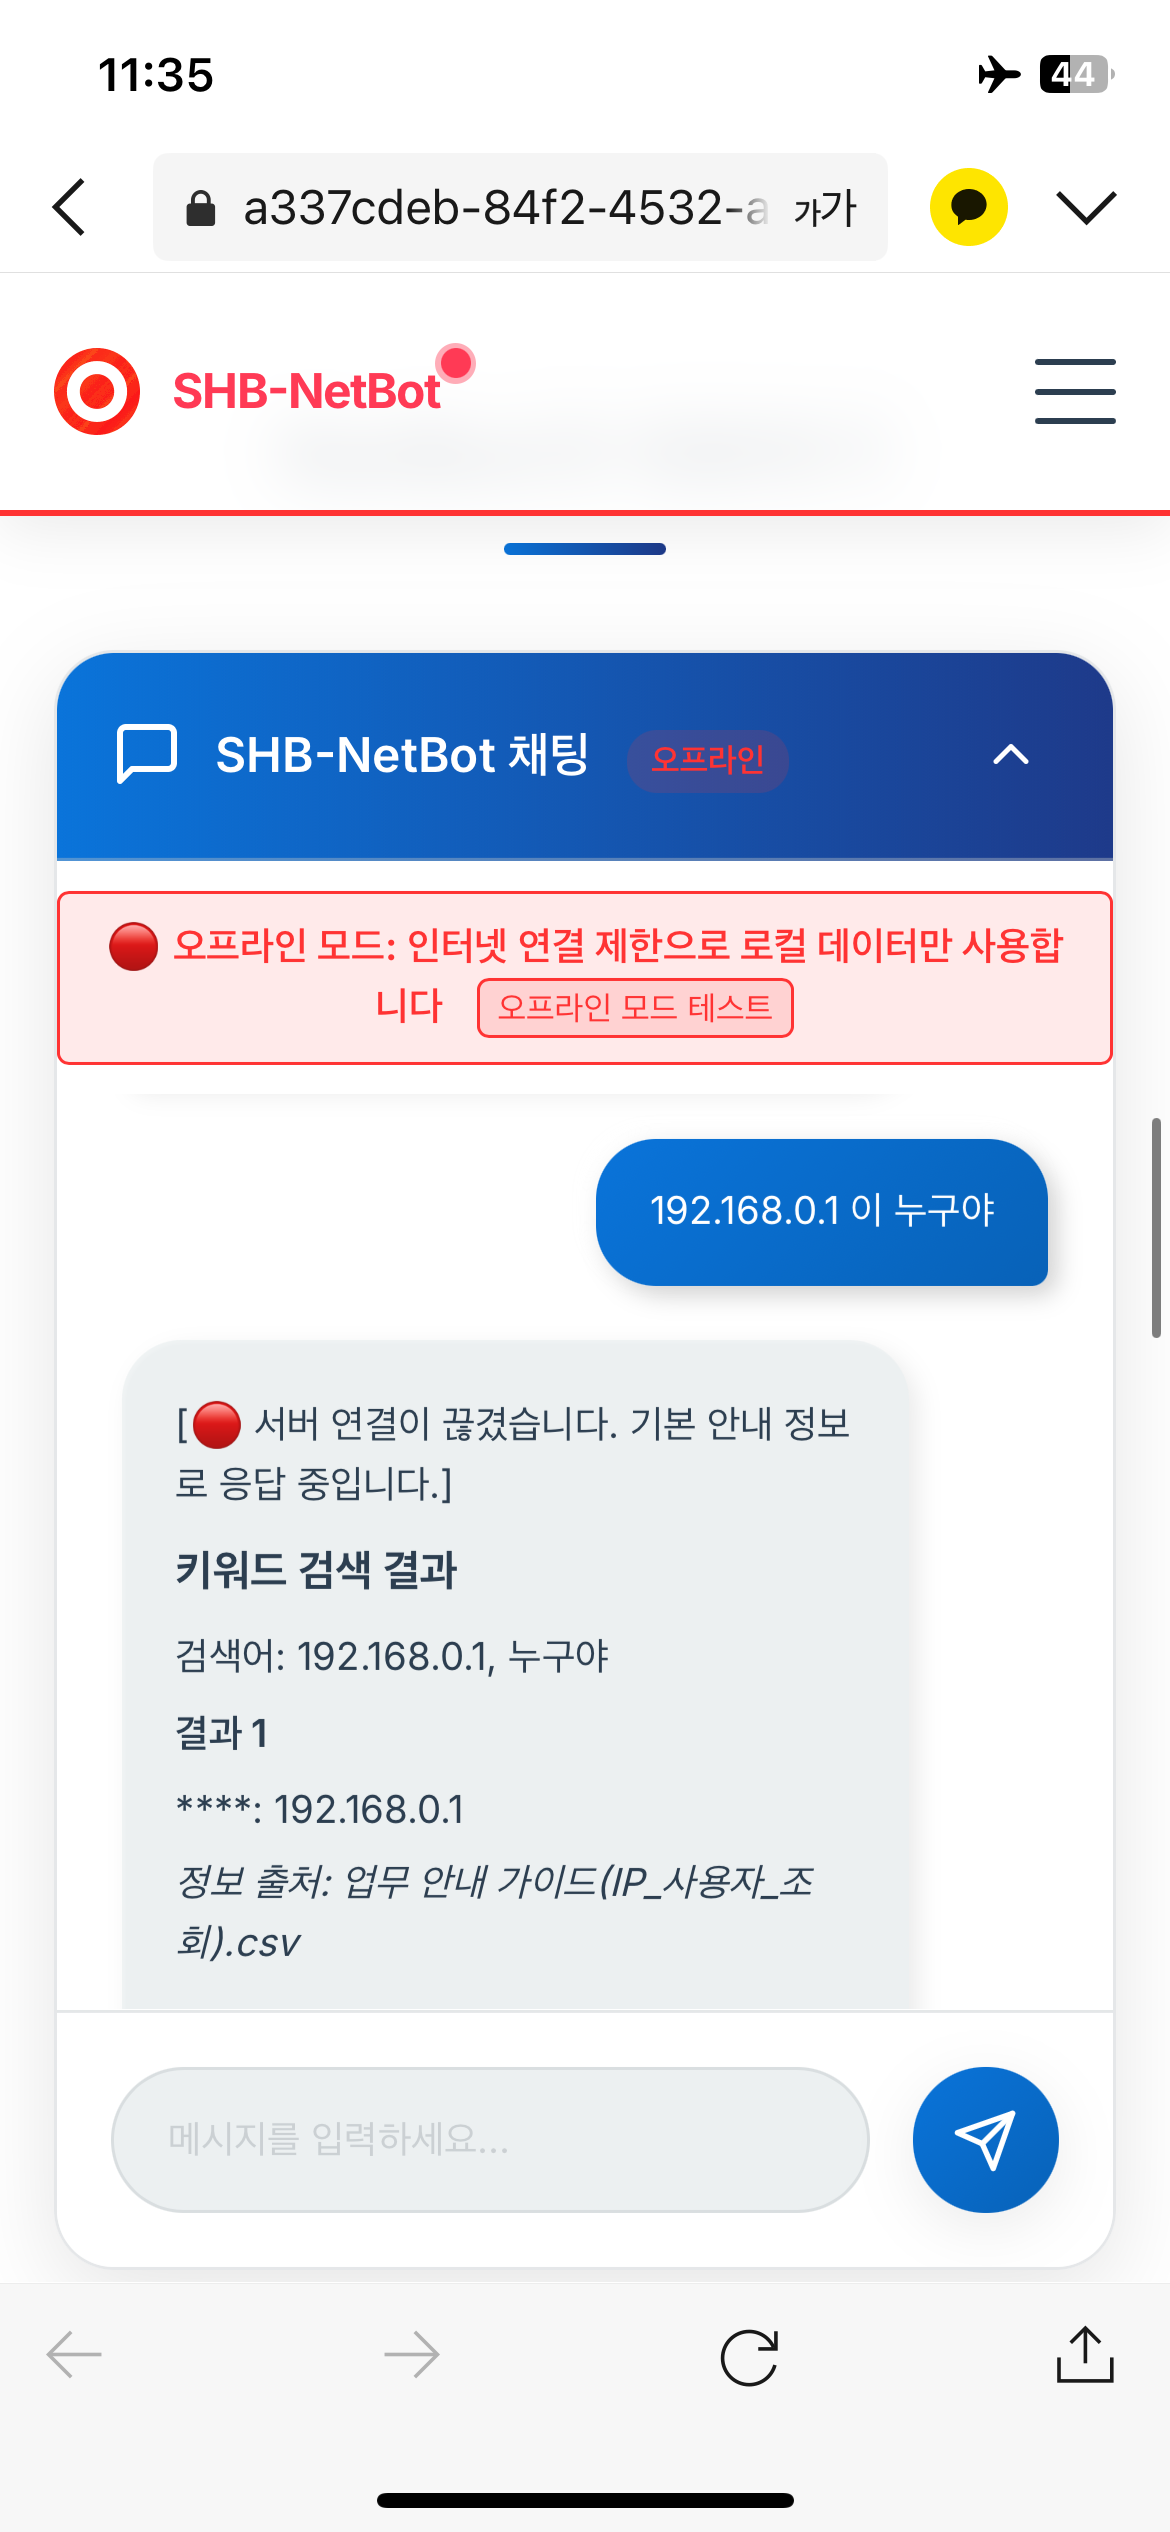 11:35
44
a337cdeb-84f2-4532-a
가가
SHB-NetBot
SHB-NetBot 채팅
오프라인
오프라인 모드: 인터넷 연결 제한으로 로컬 데이터만 사용합
니다 오프라인 모드 테스트
192.168.0.1 이 누구야
[🔴 서버 연결이 끊겼습니다. 기본 안내 정보
로 응답 중입니다.]
키워드 검색 결과
검색어: 192.168.0.1, 누구야
결과 1
****: 192.168.0.1
정보 출처: 업무 안내 가이드(IP_사용자_조
회).csv
메시지를 입력하세요...